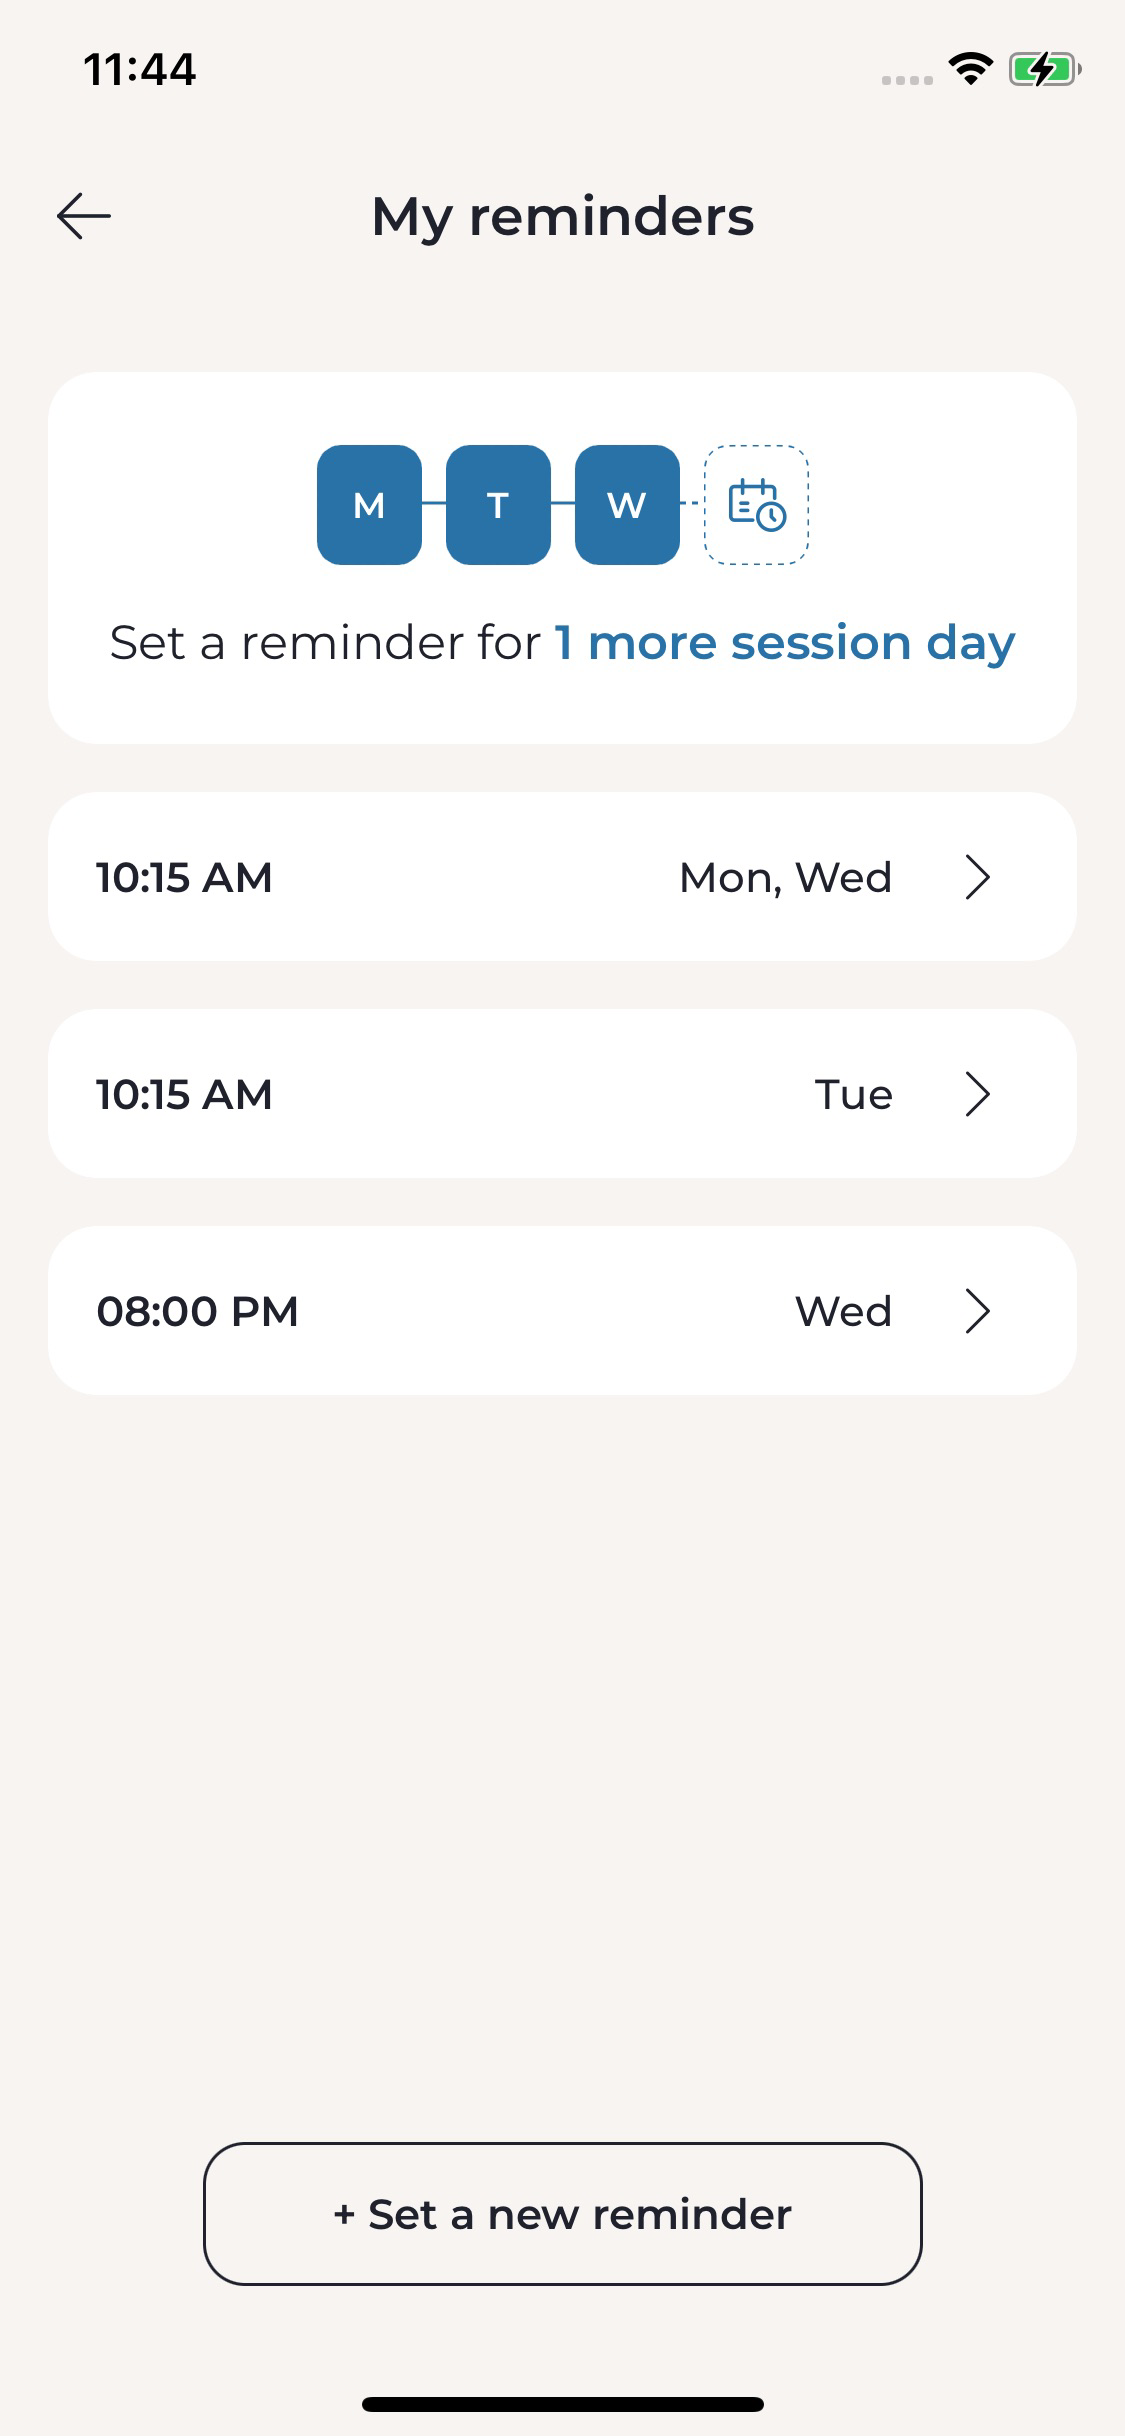 11:44
My reminders
M T W
Set a reminder for 1 more session day
10:15 AM Mon, Wed
10:15 AM Tue
08:00 PM Wed
+ Set a new reminder